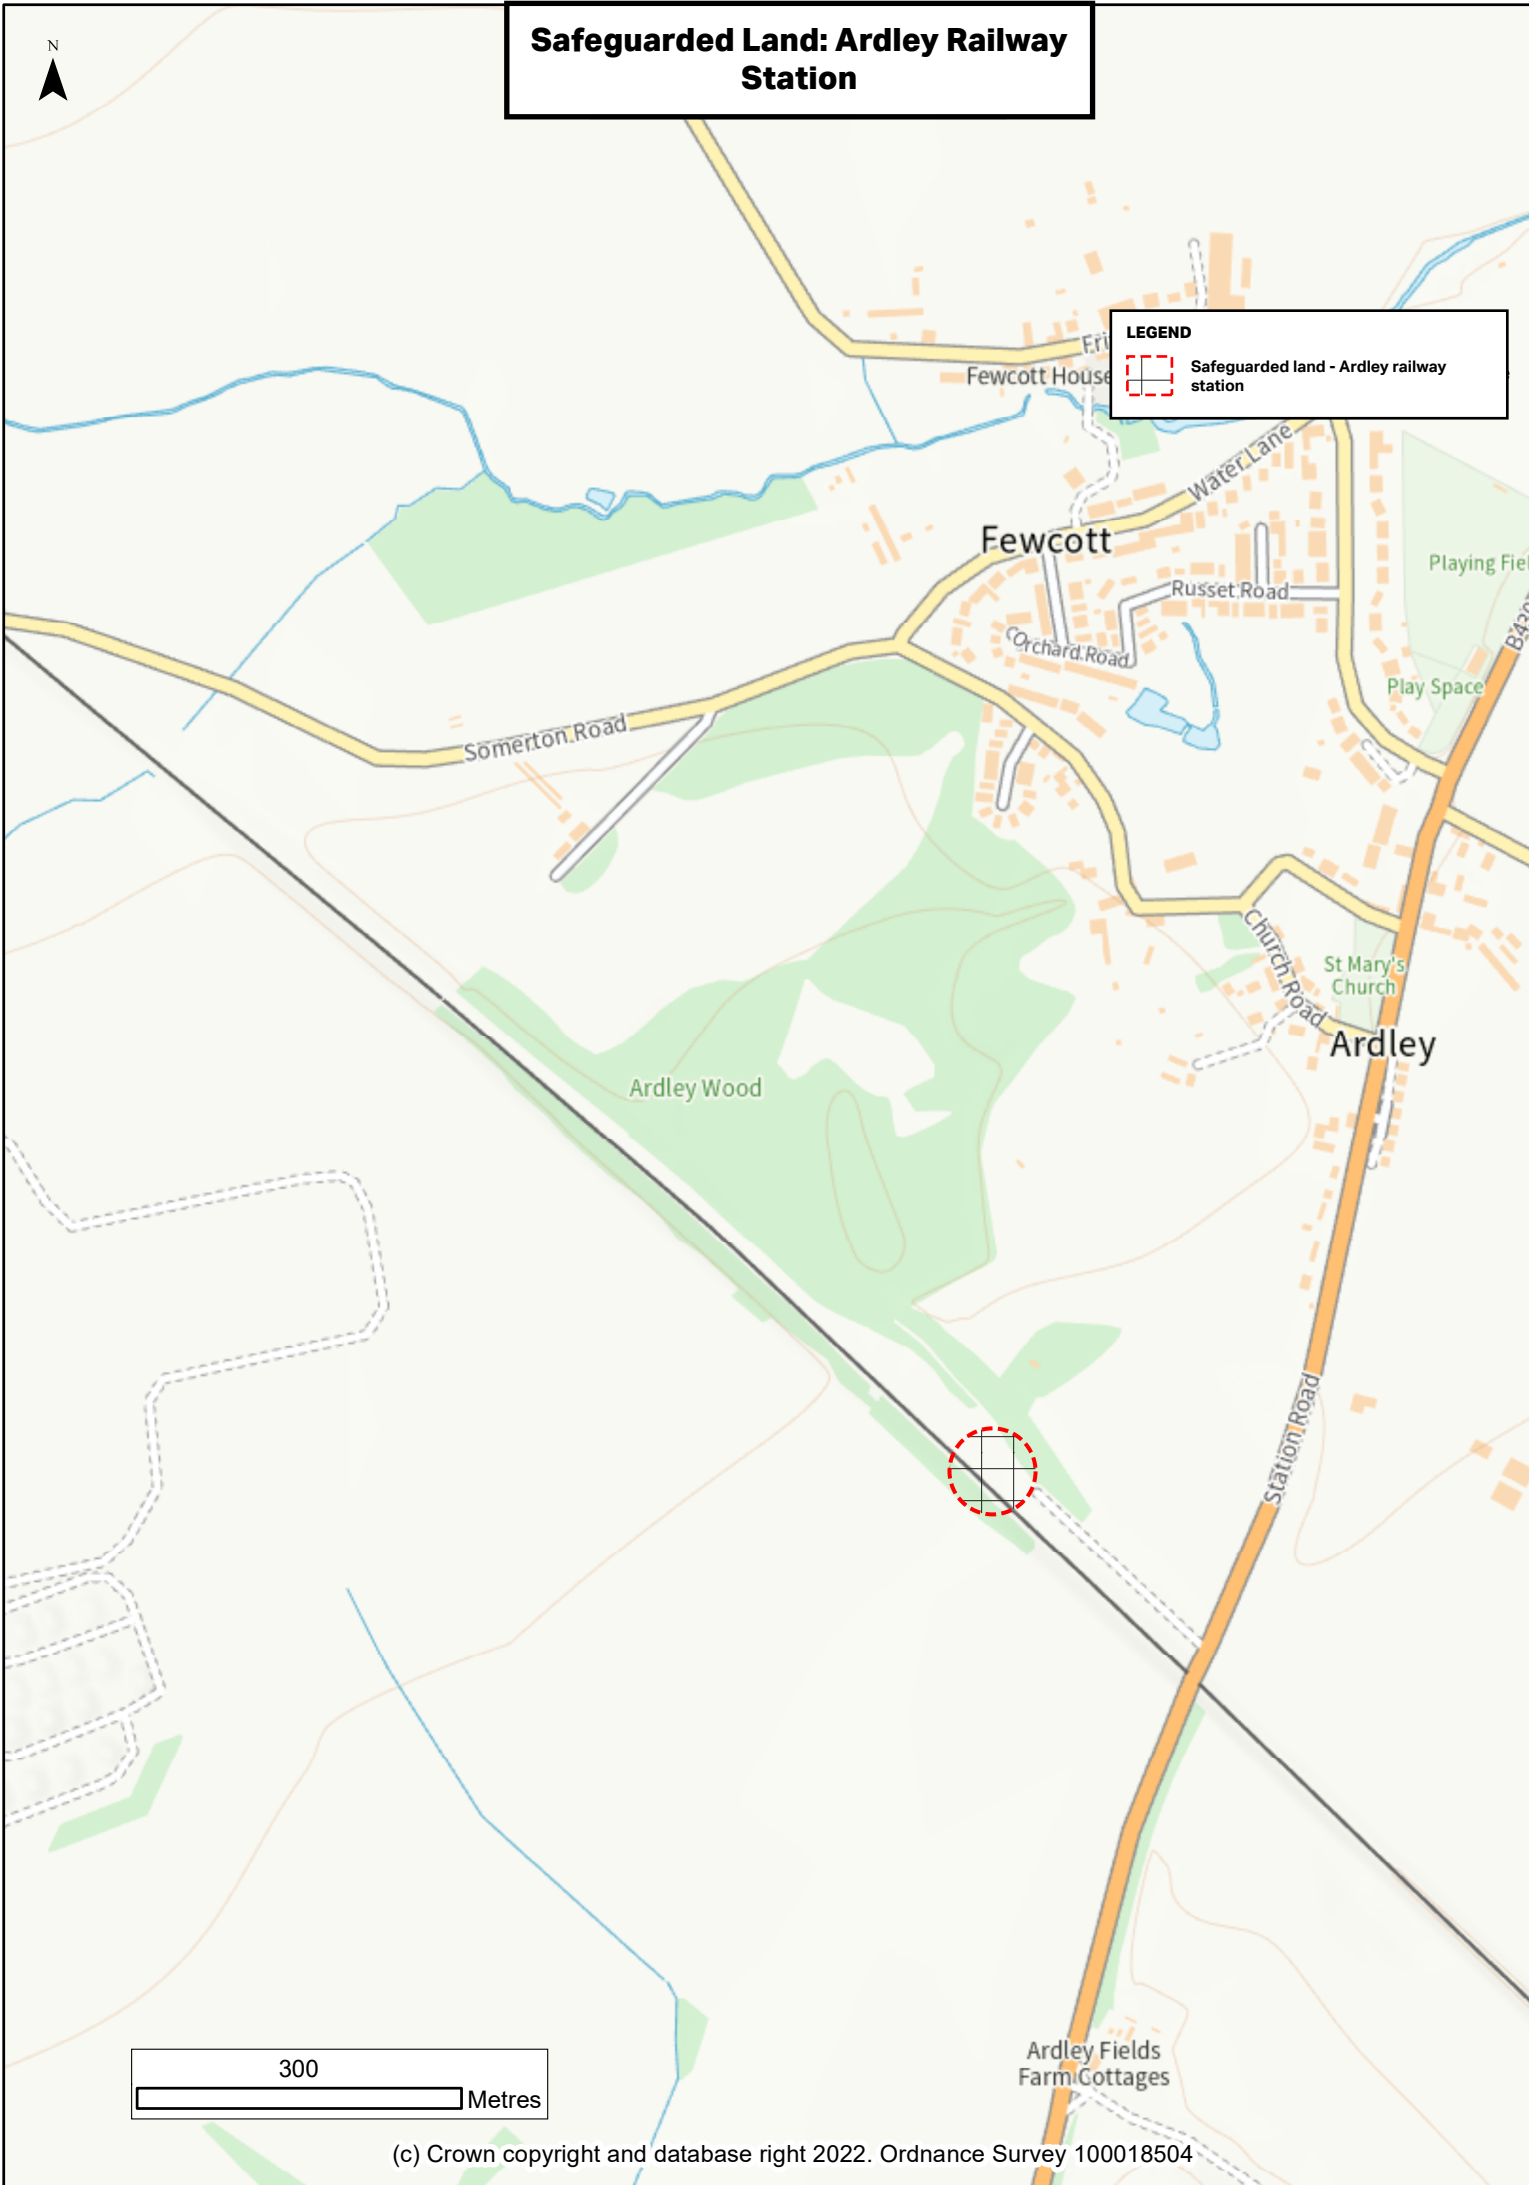 Safeguarded Land: Ardley Railway
Station
N
LEGEND
Safeguarded land - Ardley railway
station
Fewcott House
Water Lane
Fewcott
Playing
Russet Road
Orchard Road
Play Space
Somerton Road
Church Road
St Mary's
Church
Ardley
Ardley Wood
Station Road
Ardley Fields
Farm Cottages
300
Metres
(c) Crown copyright and database right 2022. Ordnance Survey 100018504